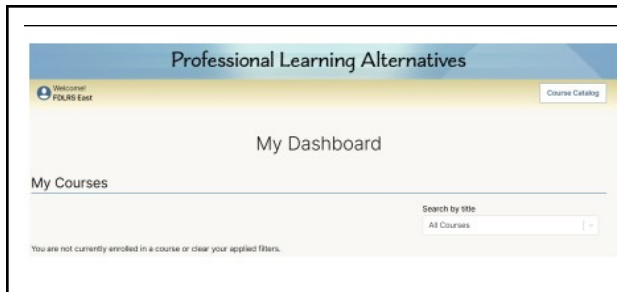 Professional Learning Alternatives
Welcome!
FDLRS East
Course Catalog
My Dashboard
My Courses
Search by title
All Courses
You are not currently enrolled in a course or clear your applied filters.